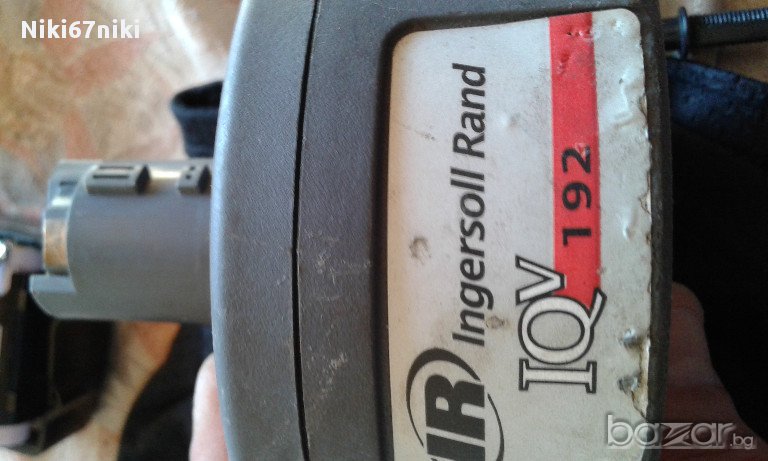 Niki67niki
IR Ingersoll Rand
IQV 192
bazar.bg